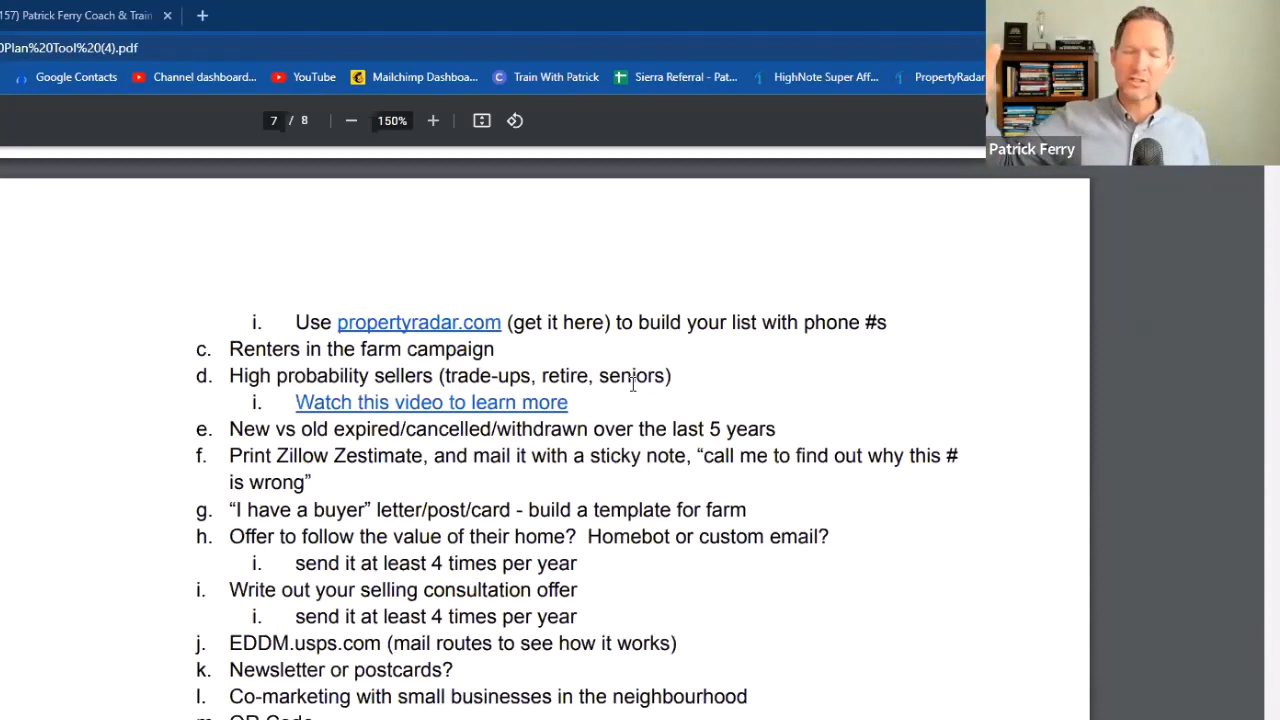 157) Patrick Ferry Coach & Train
0Plan%20Tool%20(4).pdf
Google Contacts Channel dashboard... YouTube Mailchimp Dashboa... Train With Patrick Sierra Referral - Pat... HighNote Super Aff... PropertyRadar
7 / 8 150%
Patrick Ferry
i. Use propertyradar.com (get it here) to build your list with phone #s
c. Renters in the farm campaign
d. High probability sellers (trade-ups, retire, seniors)
i. Watch this video to learn more
e. New vs old expired/cancelled/withdrawn over the last 5 years
f. Print Zillow Zestimate, and mail it with a sticky note, “call me to find out why this #
is wrong”
g. “I have a buyer” letter/post/card - build a template for farm
h. Offer to follow the value of their home? Homebot or custom email?
i. send it at least 4 times per year
i. Write out your selling consultation offer
i. send it at least 4 times per year
j. EDDM.usps.com (mail routes to see how it works)
k. Newsletter or postcards?
l. Co-marketing with small businesses in the neighbourhood
m. QR Code